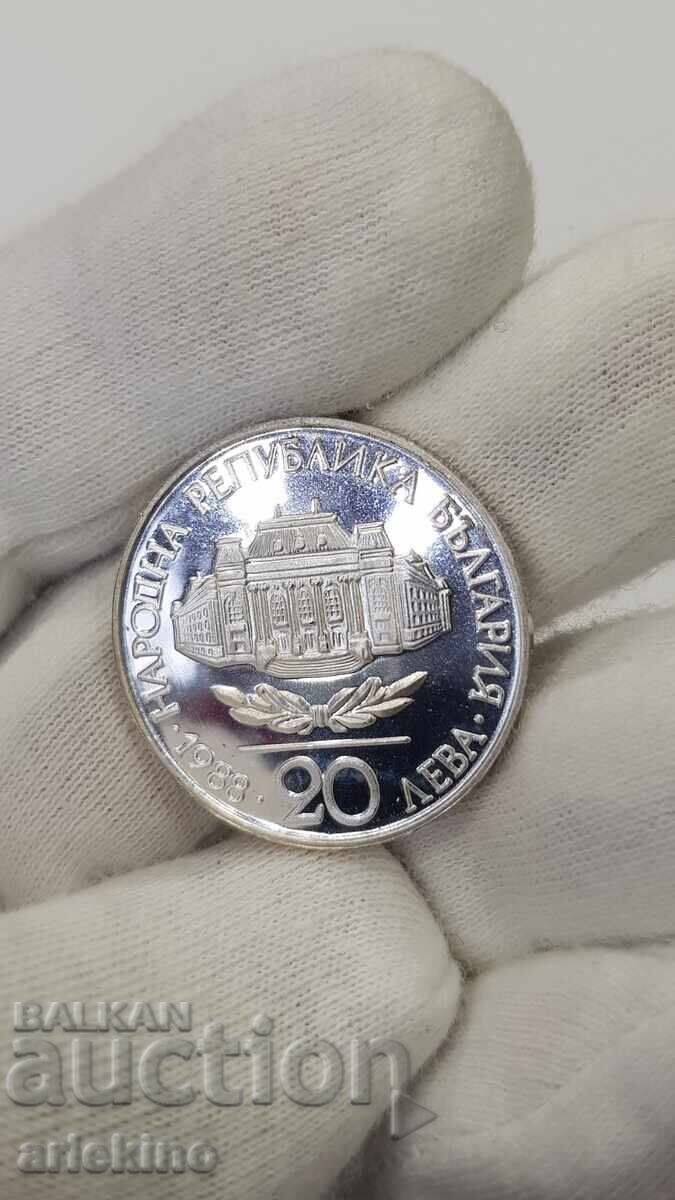 НАРОДНА РЕПУБЛИКА БЪЛГАРИЯ
· 1988 ·
20 ЛЕВА ·
BALKAN
auction
arlekino